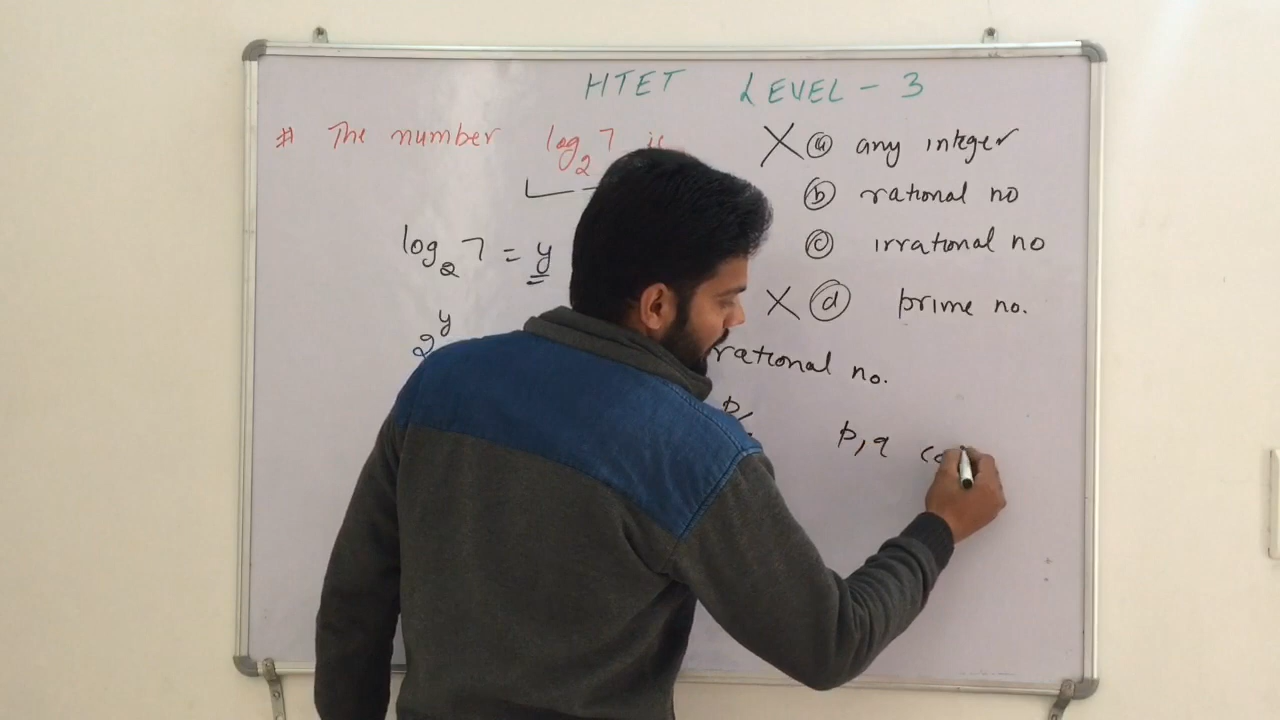 HTET LEVEL - 3
# The number log₂7 is
ⓐ any integer
ⓑ rational no
ⓒ irrational no
ⓓ prime no.
log₂7 = y
2^y
rational no.
p/
p, q co